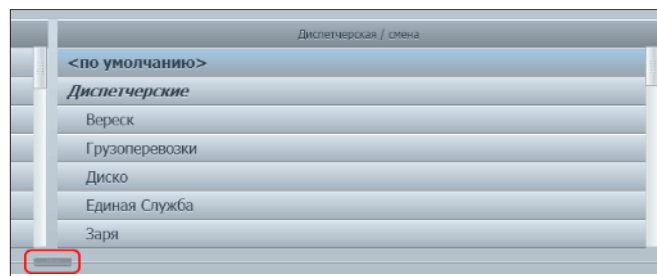 Диспетчерская / смена
<по умолчанию>
Диспетчерские
Вереск
Грузоперевозки
Диско
Единая Служба
Заря